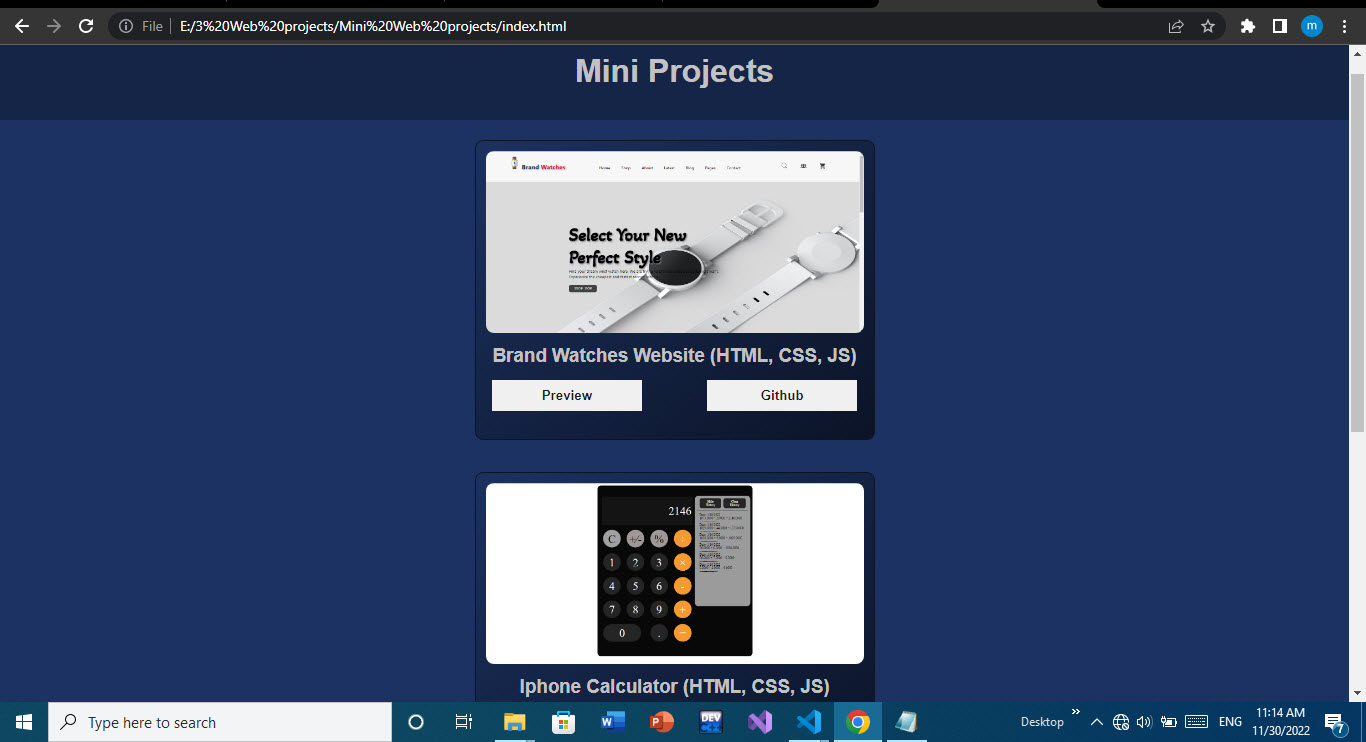 File
E:/3%20Web%20projects/Mini%20Web%20projects/index.html
m
Mini Projects
Brand Watches
Home Shop About Latest Blog Pages Contact
Select Your New
Perfect Style
SHOP NOW
Brand Watches Website (HTML, CSS, JS)
Preview Github
2146
C +/- %
1 2 3 ×
4 5 6 -
7 8 9 +
0 . =
Iphone Calculator (HTML, CSS, JS)
Type here to search
W
P
DEV
Desktop
ENG
11:14 AM
11/30/2022
7